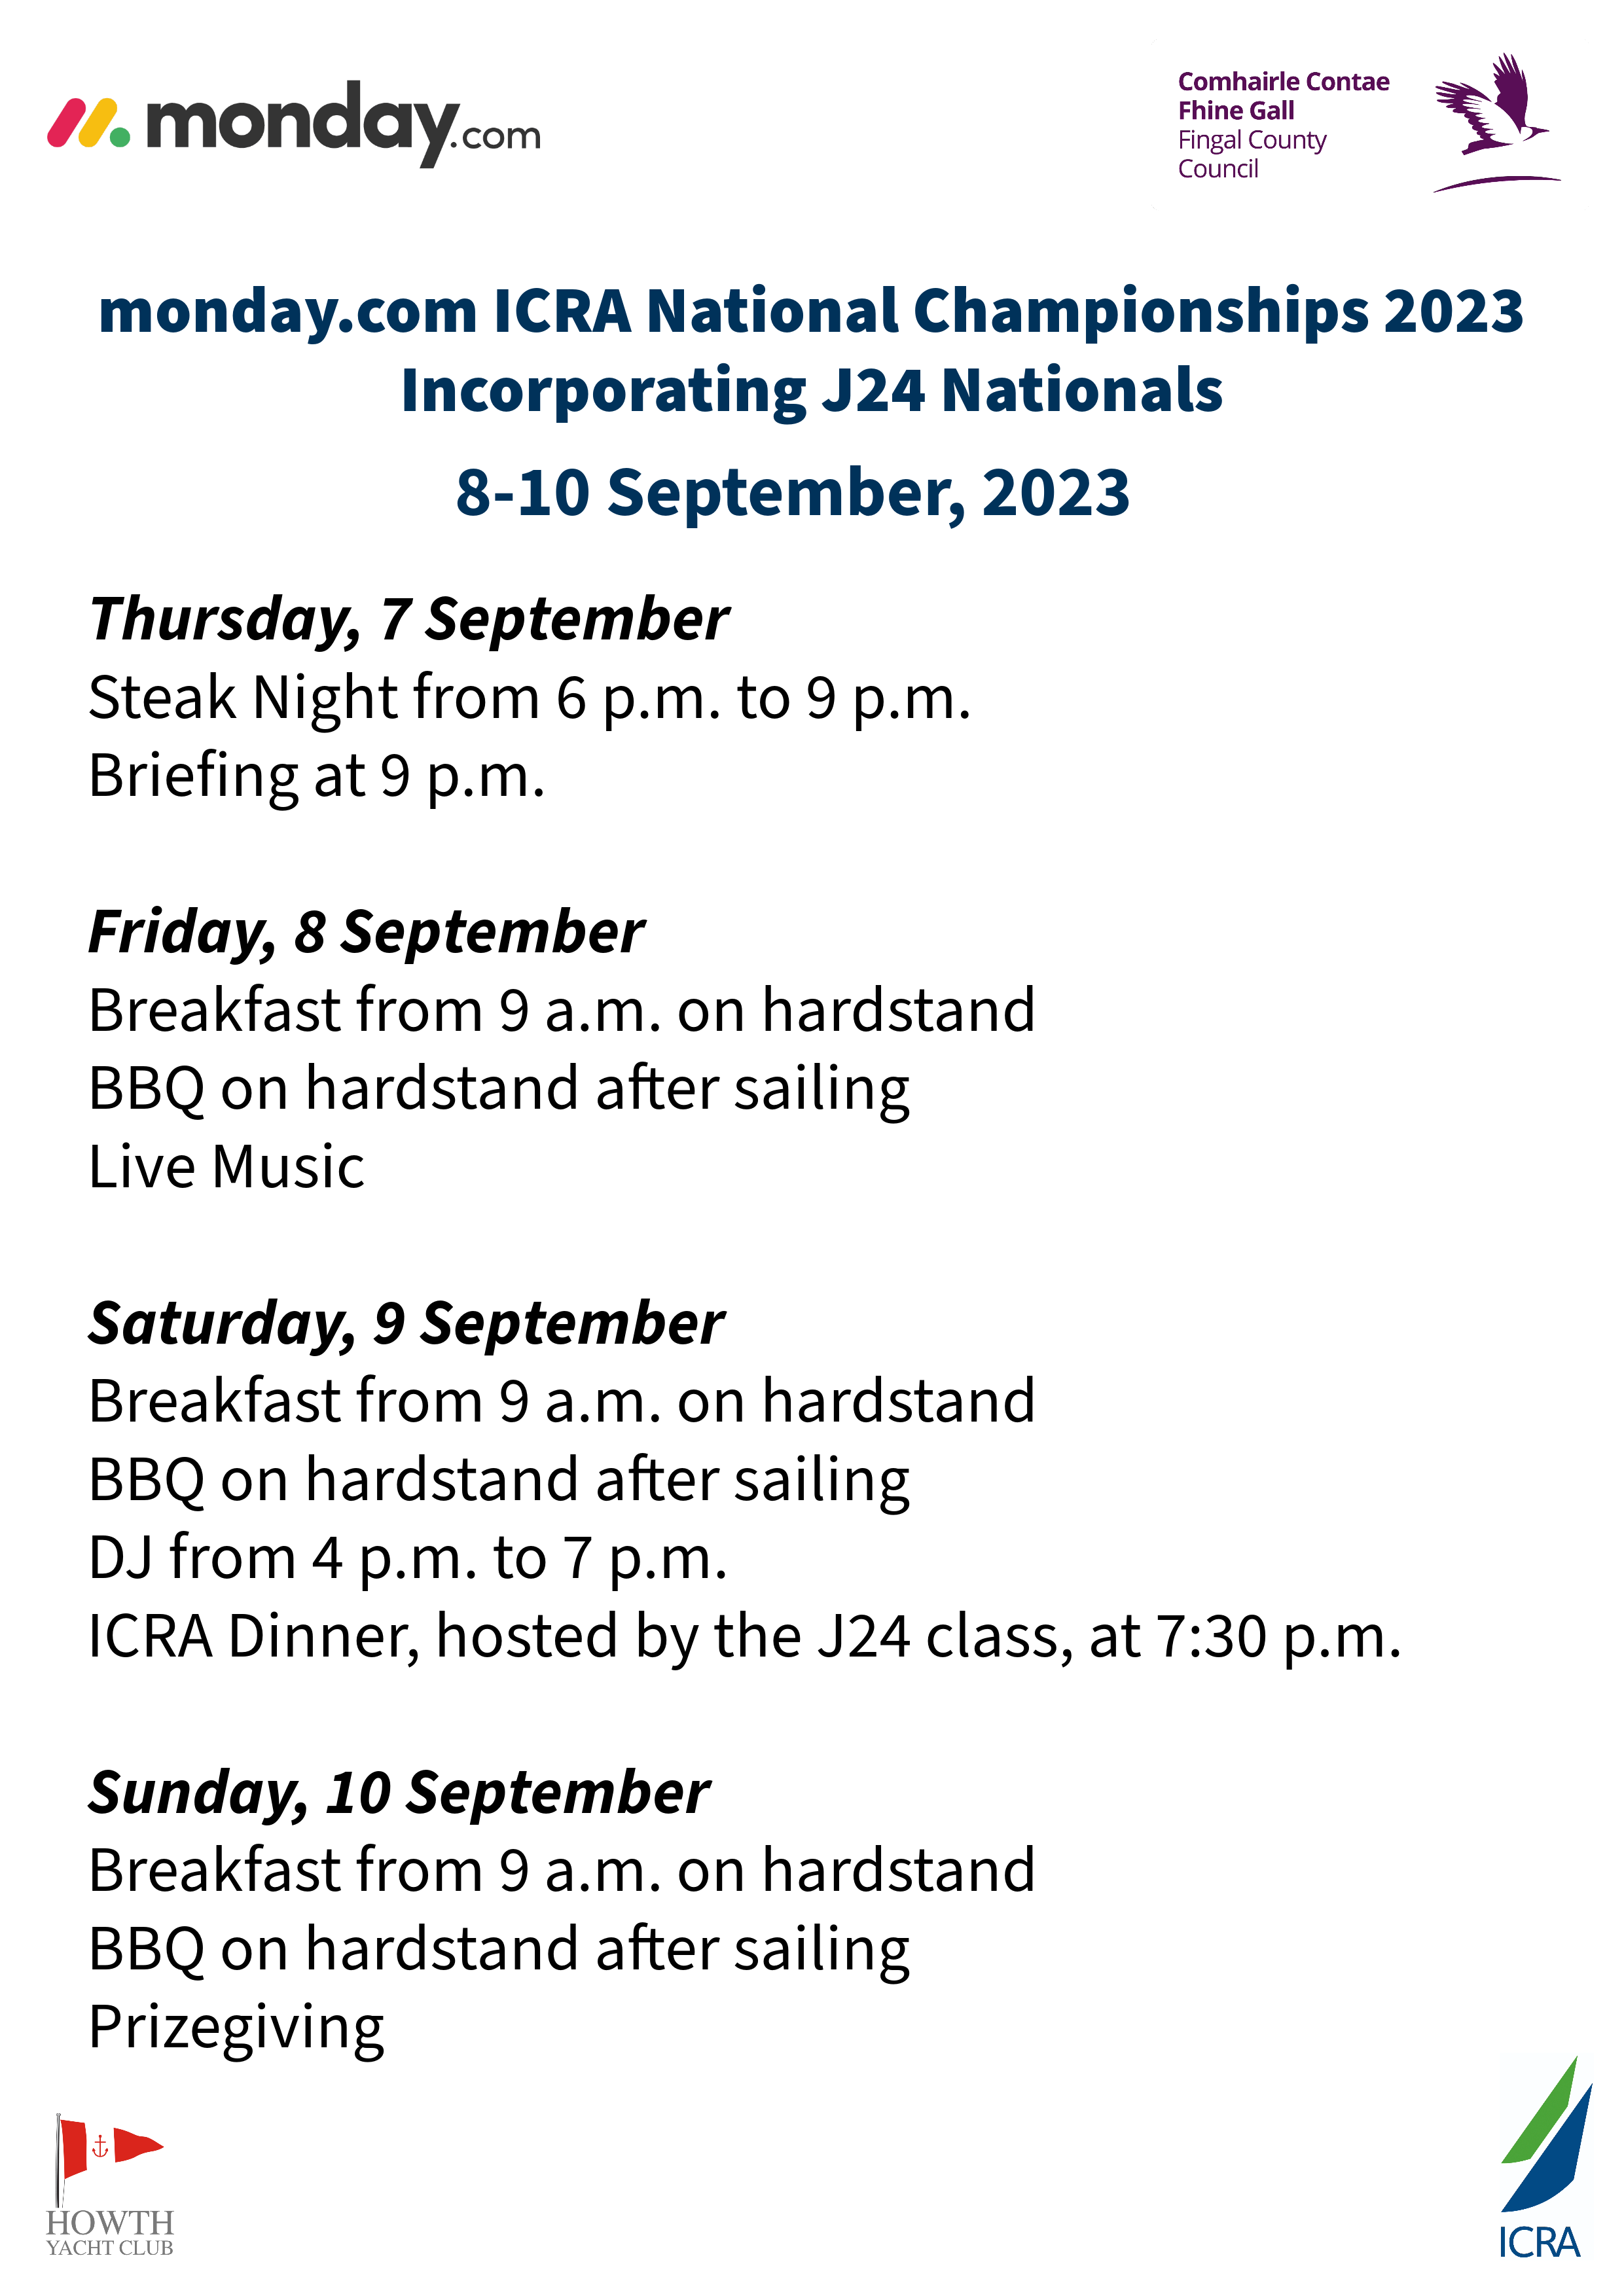 monday.com
Comhairle Contae
Fhine Gall
Fingal County
Council
monday.com ICRA National Championships 2023
Incorporating J24 Nationals
8-10 September, 2023
Thursday, 7 September
Steak Night from 6 p.m. to 9 p.m.
Briefing at 9 p.m.
Friday, 8 September
Breakfast from 9 a.m. on hardstand
BBQ on hardstand after sailing
Live Music
Saturday, 9 September
Breakfast from 9 a.m. on hardstand
BBQ on hardstand after sailing
DJ from 4 p.m. to 7 p.m.
ICRA Dinner, hosted by the J24 class, at 7:30 p.m.
Sunday, 10 September
Breakfast from 9 a.m. on hardstand
BBQ on hardstand after sailing
Prizegiving
HOWTH
YACHT CLUB
ICRA